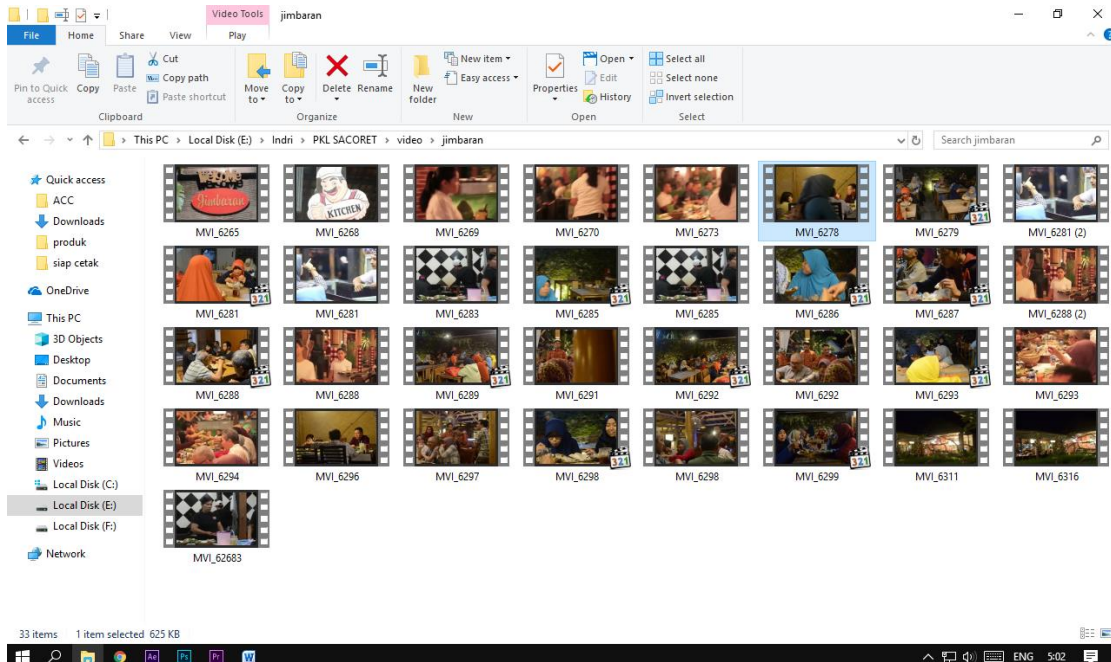 Video Tools jimbaran
File Home Share View Play
Pin to Quick access
Copy
Paste
Cut
Copy path
Paste shortcut
Clipboard
Move to
Copy to
Delete
Rename
Organize
New folder
New item
Easy access
New
Properties
Open
Edit
History
Open
Select all
Select none
Invert selection
Select
This PC > Local Disk (E:) > Indri > PKL SACORET > video > jimbaran
Search jimbaran
Quick access
ACC
Downloads
produk
siap cetak
OneDrive
This PC
3D Objects
Desktop
Documents
Downloads
Music
Pictures
Videos
Local Disk (C:)
Local Disk (E:)
Local Disk (F:)
Network
Welcome
Jimbaran
KITCHEN
MVI_6265 MVI_6268 MVI_6269 MVI_6270 MVI_6273 MVI_6278 MVI_6279 MVI_6281 (2)
MVI_6281 MVI_6281 MVI_6283 MVI_6285 MVI_6285 MVI_6286 MVI_6287 MVI_6288 (2)
MVI_6288 MVI_6288 MVI_6289 MVI_6291 MVI_6292 MVI_6292 MVI_6293 MVI_6293
MVI_6294 MVI_6296 MVI_6297 MVI_6298 MVI_6298 MVI_6299 MVI_6311 MVI_6316
MVI_62683
33 items 1 item selected 625 KB
Ae Ps Pr W
ENG 5:02